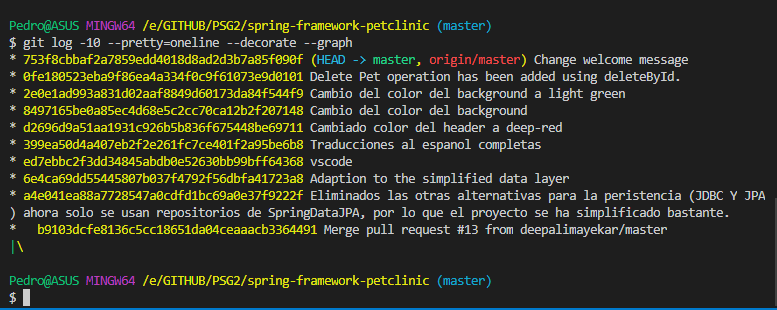 Pedro@ASUS MINGW64 /e/GITHUB/PSG2/spring-framework-petclinic (master)
$ git log -10 --pretty=oneline --decorate --graph
* 753f8cbbaf2a7859edd4018d8ad2d3b7a85f090f (HEAD -> master, origin/master) Change welcome message
* 0fe180523eba9f86ea4a334f0c9f61073e9d0101 Delete Pet operation has been added using deleteById.
* 2e0e1ad993a831d02aaf8849d60173da84f544f9 Cambio del color del background a light green
* 8497165be0a85ec4d68e5c2cc70ca12b2f207148 Cambio del color del background
* d2696d9a51aa1931c926b5b836f675448be69711 Cambiado color del header a deep-red
* 399ea50d4a407eb2f2e261fc7ce401f2a95be6b8 Traducciones al espanol completas
* ed7ebbc2f3dd34845abdb0e52630bb99bff64368 vscode
* 6e4ca69dd55445807b037f4792f56dbfa41723a8 Adaption to the simplified data layer
* a4e041ea88a7728547a0cdfd1bc69a0e37f9222f Eliminados las otras alternativas para la peristencia (JDBC Y JPA
) ahora solo se usan repositorios de SpringDataJPA, por lo que el proyecto se ha simplificado bastante.
*   b9103dcfe8136c5cc18651da04ceaaacb3364491 Merge pull request #13 from deepalimayekar/master
|\
Pedro@ASUS MINGW64 /e/GITHUB/PSG2/spring-framework-petclinic (master)
$